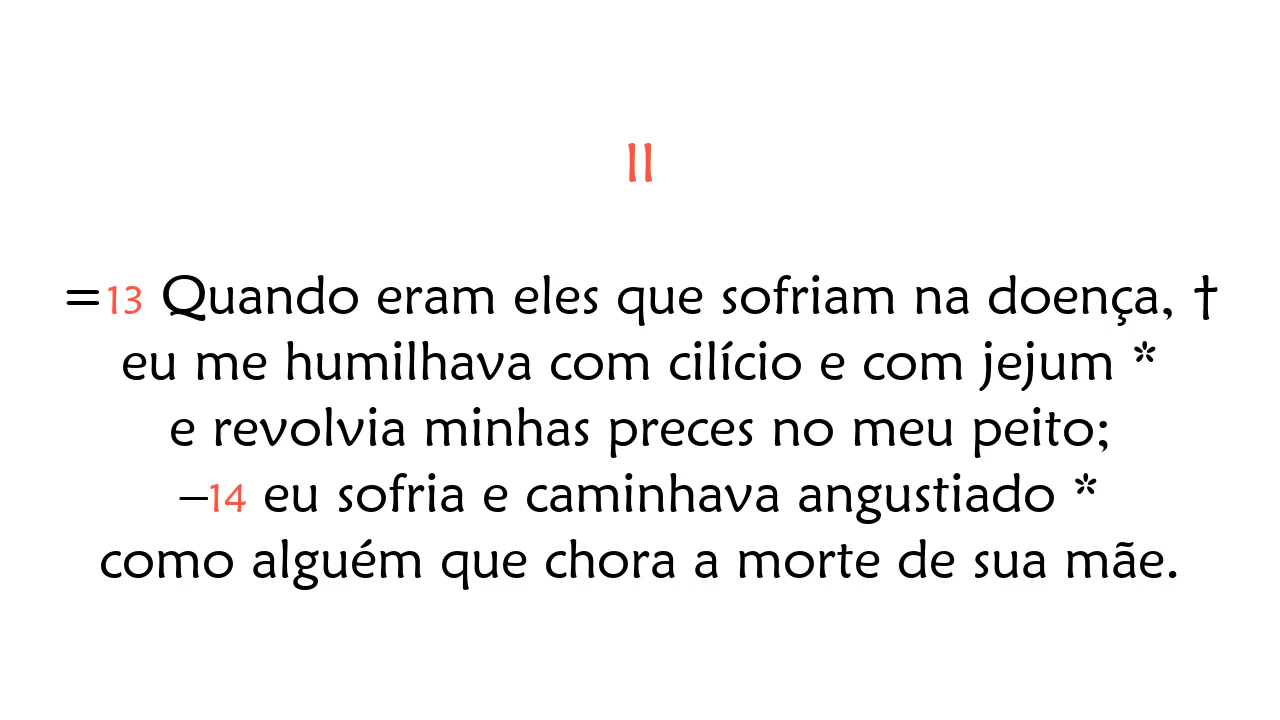 II
=13 Quando eram eles que sofriam na doença, †
eu me humilhava com cilício e com jejum *
e revolvia minhas preces no meu peito;
–14 eu sofria e caminhava angustiado *
como alguém que chora a morte de sua mãe.